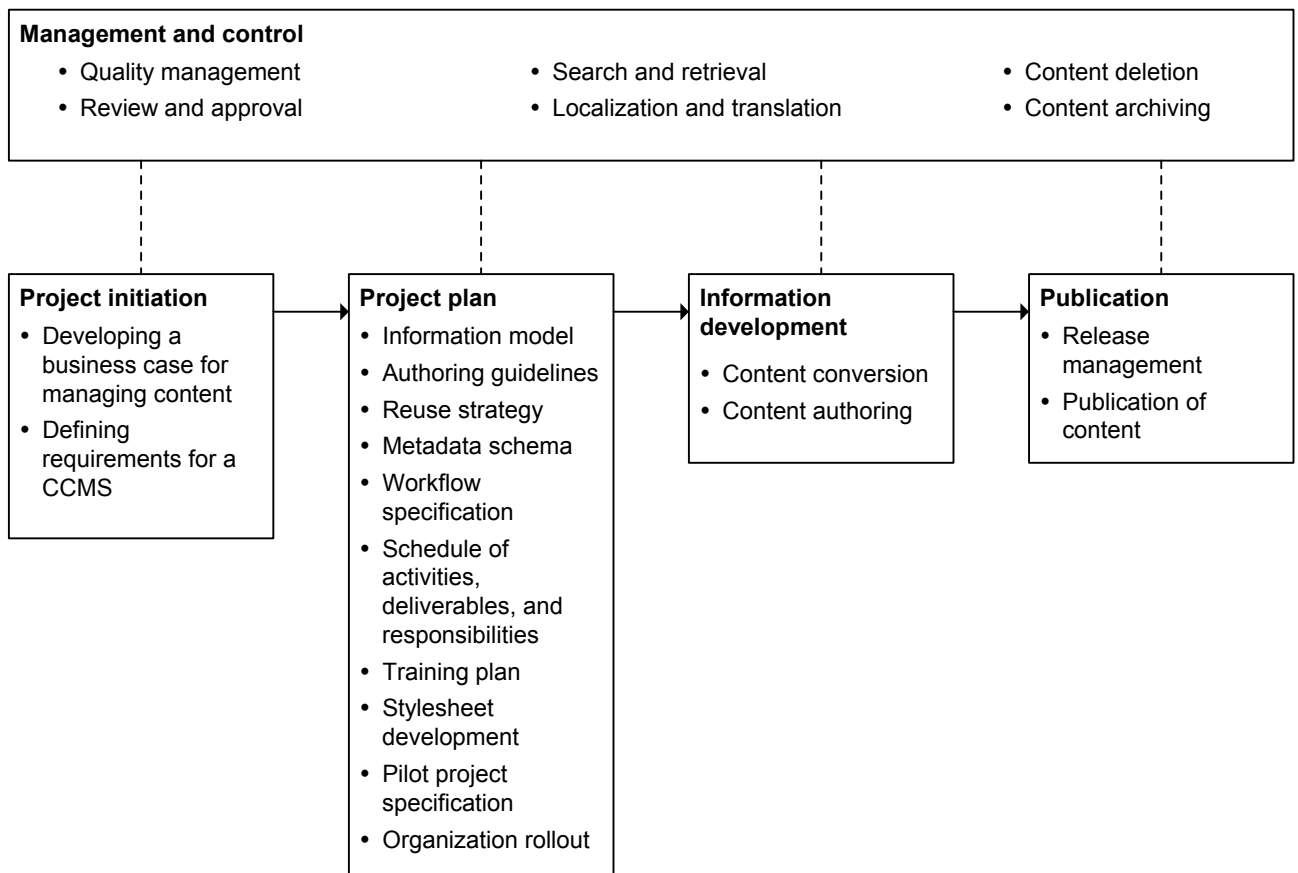 Management and control
• Quality management
• Review and approval
• Search and retrieval
• Localization and translation
• Content deletion
• Content archiving
Project initiation
• Developing a
business case for
managing content
• Defining
requirements for a
CCMS
Project plan
• Information model
• Authoring guidelines
• Reuse strategy
• Metadata schema
• Workflow
specification
• Schedule of
activities,
deliverables, and
responsibilities
• Training plan
• Stylesheet
development
• Pilot project
specification
• Organization rollout
Information
development
• Content conversion
• Content authoring
Publication
• Release
management
• Publication of
content